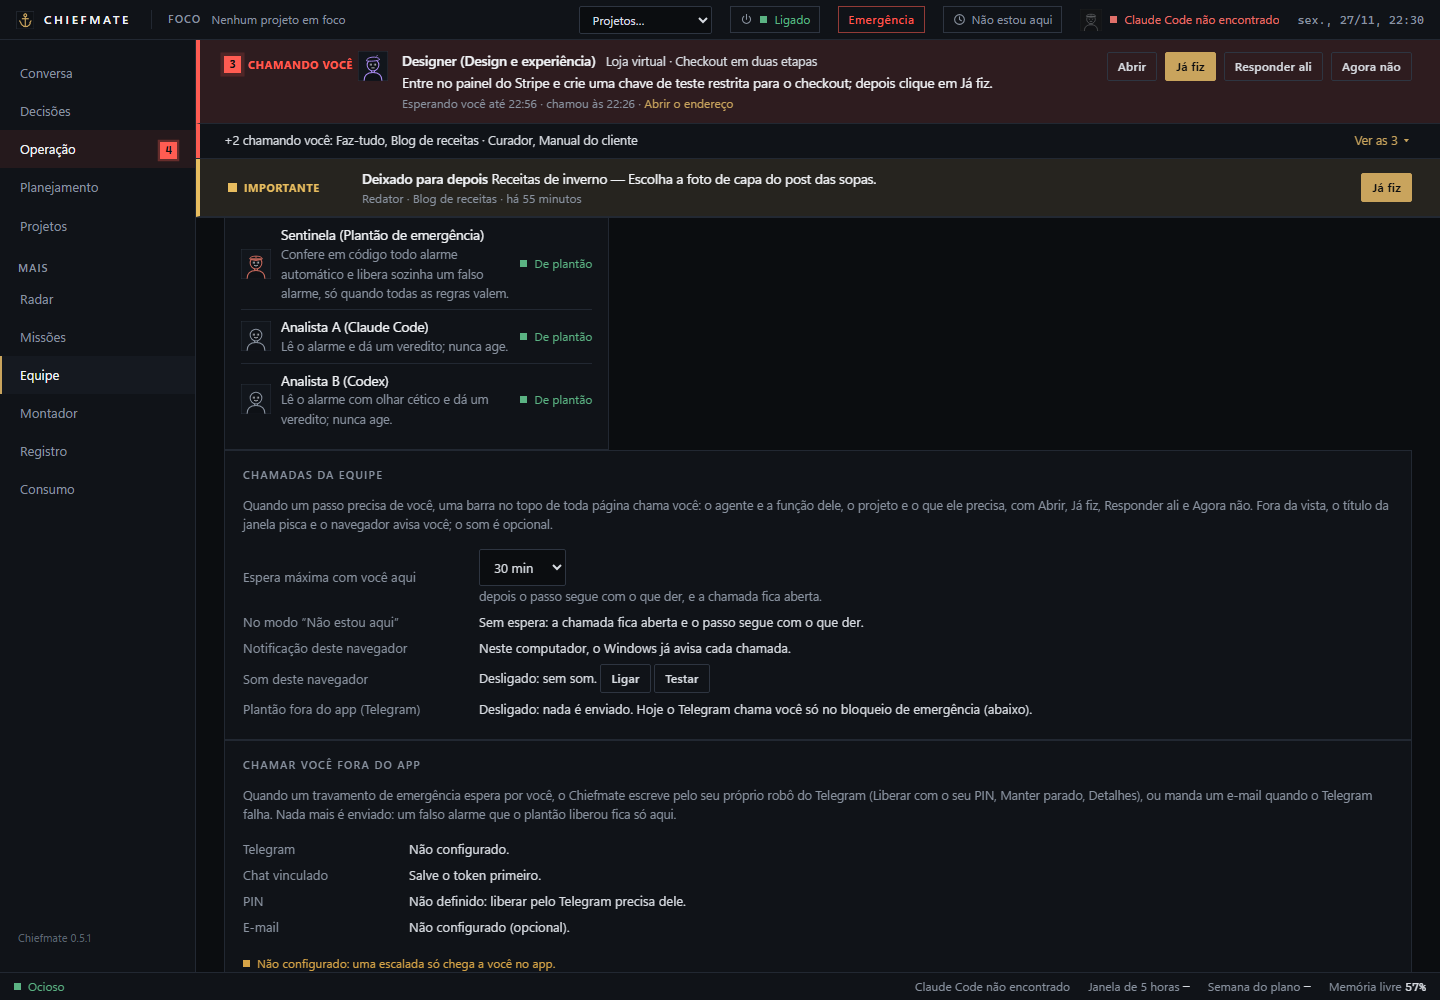 CHIEFMATE
FOCO Nenhum projeto em foco
Projetos...
Ligado
Emergência
Não estou aqui
Claude Code não encontrado
sex., 27/11, 22:30
Conversa
Decisões
Operação 4
Planejamento
Projetos
MAIS
Radar
Missões
Equipe
Montador
Registro
Consumo
Chiefmate 0.5.1
3 CHAMANDO VOCÊ
Designer (Design e experiência) Loja virtual · Checkout em duas etapas
Entre no painel do Stripe e crie uma chave de teste restrita para o checkout; depois clique em Já fiz.
Esperando você até 22:56 · chamou às 22:26 · Abrir o endereço
Abrir
Já fiz
Responder ali
Agora não
+2 chamando você: Faz-tudo, Blog de receitas · Curador, Manual do cliente
Ver as 3
IMPORTANTE
Deixado para depois Receitas de inverno — Escolha a foto de capa do post das sopas.
Redator · Blog de receitas · há 55 minutos
Já fiz
Sentinela (Plantão de emergência)
Confere em código todo alarme
automático e libera sozinha um falso
alarme, só quando todas as regras valem.
De plantão
Analista A (Claude Code)
Lê o alarme e dá um veredito; nunca age.
De plantão
Analista B (Codex)
Lê o alarme com olhar cético e dá um
veredito; nunca age.
De plantão
CHAMADAS DA EQUIPE
Quando um passo precisa de você, uma barra no topo de toda página chama você: o agente e a função dele, o projeto e o que ele precisa, com Abrir, Já fiz, Responder ali e Agora não. Fora da vista, o título da
janela pisca e o navegador avisa você; o som é opcional.
Espera máxima com você aqui
30 min
depois o passo segue com o que der, e a chamada fica aberta.
No modo “Não estou aqui” Sem espera: a chamada fica aberta e o passo segue com o que der.
Notificação deste navegador Neste computador, o Windows já avisa cada chamada.
Som deste navegador Desligado: sem som. Ligar Testar
Plantão fora do app (Telegram) Desligado: nada é enviado. Hoje o Telegram chama você só no bloqueio de emergência (abaixo).
CHAMAR VOCÊ FORA DO APP
Quando um travamento de emergência espera por você, o Chiefmate escreve pelo seu próprio robô do Telegram (Liberar com o seu PIN, Manter parado, Detalhes), ou manda um e-mail quando o Telegram
falha. Nada mais é enviado: um falso alarme que o plantão liberou fica só aqui.
Telegram Não configurado.
Chat vinculado Salve o token primeiro.
PIN Não definido: liberar pelo Telegram precisa dele.
E-mail Não configurado (opcional).
Não configurado: uma escalada só chega a você no app.
Ocioso
Claude Code não encontrado
Janela de 5 horas —
Semana do plano —
Memória livre 57%